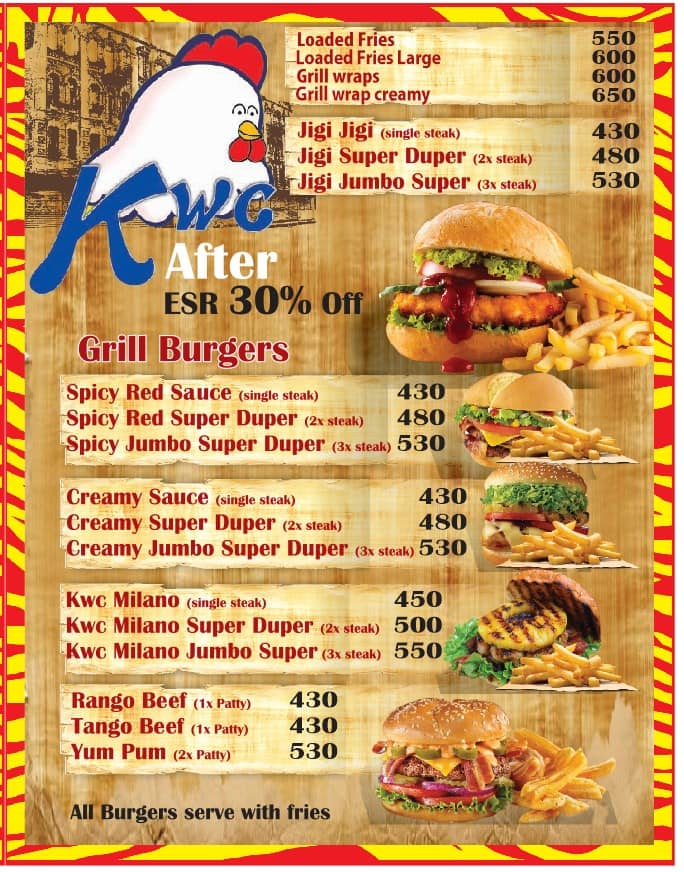 Loaded Fries 550
Loaded Fries Large 600
Grill wraps 600
Grill wrap creamy 650
Jigi Jigi (single steak) 430
Jigi Super Duper (2x steak) 480
Jigi Jumbo Super (3x steak) 530
Kwc
After
ESR 30% Off
Grill Burgers
Spicy Red Sauce (single steak) 430
Spicy Red Super Duper (2x steak) 480
Spicy Jumbo Super Duper (3x steak) 530
Creamy Sauce (single steak) 430
Creamy Super Duper (2x steak) 480
Creamy Jumbo Super Duper (3x steak) 530
Kwc Milano (single steak) 450
Kwc Milano Super Duper (2x steak) 500
Kwc Milano Jumbo Super (3x steak) 550
Rango Beef (1x Patty) 430
Tango Beef (1x Patty) 430
Yum Pum (2x Patty) 530
All Burgers serve with fries